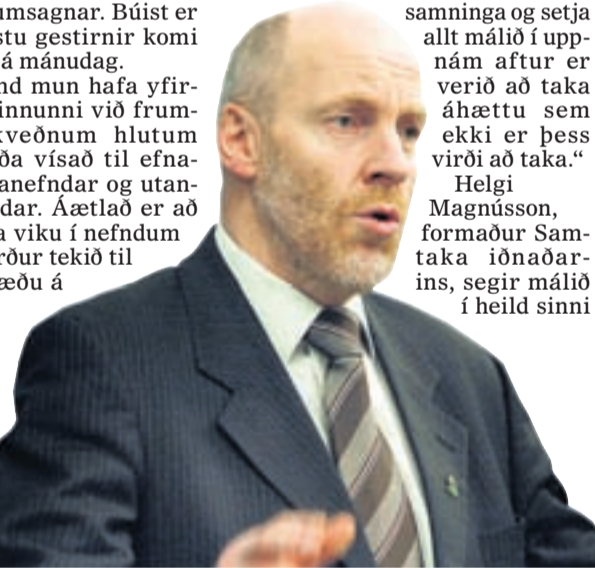 umsagnar. Búist er
stu gestirnir komi
á mánudag.
nd mun hafa yfir-
innunni við frum-
kveðnum hlutum
ða vísað til efna-
anefndar og utan-
dar. Áætlað er að
a viku í nefndum
rður tekið til
æðu á
samninga og setja
allt málið í upp-
nám aftur er
verið að taka
áhættu sem
ekki er þess
virði að taka.“
Helgi
Magnússon,
formaður Sam-
taka iðnaðar-
ins, segir málið
í heild sinni